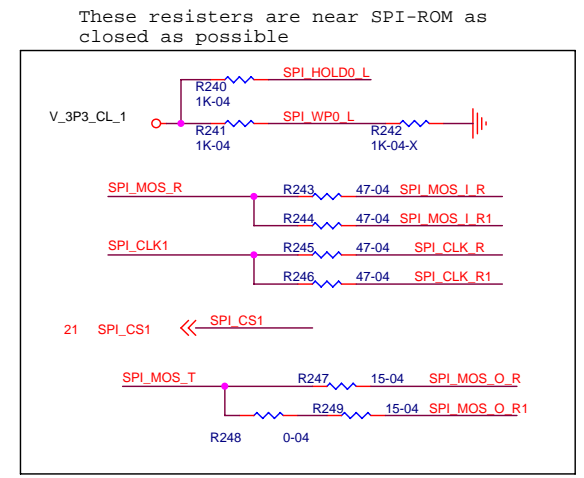 These resisters are near SPI-ROM as
closed as possible
SPI_HOLD0_L
R240
1K-04
V_3P3_CL_1
SPI_WP0_L
R241
1K-04
R242
1K-04-X
SPI_MOS_R
R243 47-04 SPI_MOS_I_R
R244 47-04 SPI_MOS_I_R1
SPI_CLK1
R245 47-04 SPI_CLK_R
R246 47-04 SPI_CLK_R1
21 SPI_CS1
SPI_CS1
SPI_MOS_T
R247 15-04 SPI_MOS_O_R
R249 15-04 SPI_MOS_O_R1
R248 0-04